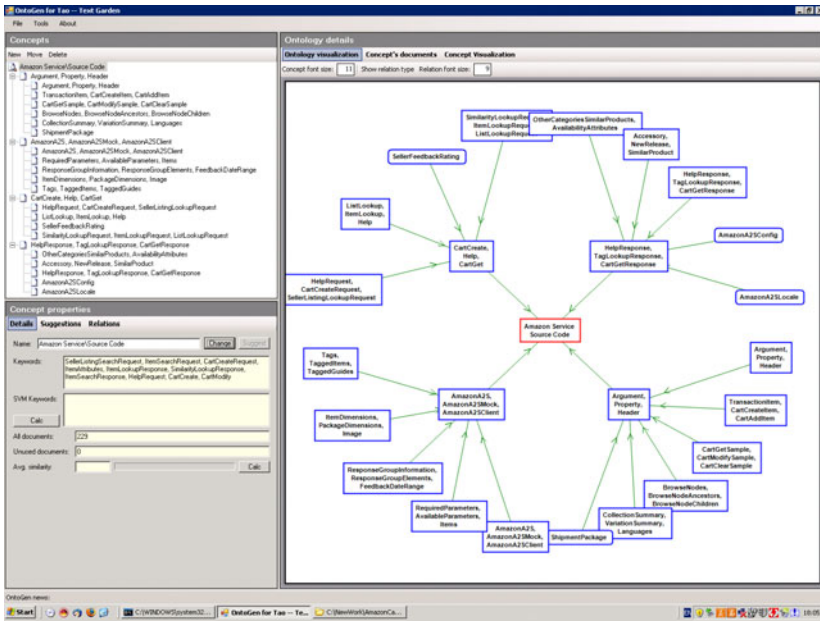 OntoGen for Tao -- Text Garden
File Tools About
Concepts
New Move Delete
Amazon Service\Source Code
Argument, Property, Header
Argument, Property, Header
TransactionItem, CartCreateItem, CartAddItem
CartGetSample, CartModifySample, CartClearSample
BrowseNodes, BrowseNodeAncestors, BrowseNodeChildren
CollectionSummary, VariationSummary, Languages
ShipmentPackage
AmazonA2S, AmazonA2SMock, AmazonA2SClient
AmazonA2S, AmazonA2SMock, AmazonA2SClient
RequiredParameters, AvailableParameters, Items
ResponseGroupInformation, ResponseGroupElements, FeedbackDateRange
ItemDimensions, PackageDimensions, Image
Tags, TaggedItems, TaggedGuides
CartCreate, Help, CartGet
HelpRequest, CartCreateRequest, SellerListingLookupRequest
ListLookup, ItemLookup, Help
SellerFeedbackRating
SimilarityLookupRequest, ItemLookupRequest, ListLookupRequest
HelpResponse, TagLookupResponse, CartGetResponse
OtherCategoriesSimilarProducts, AvailabilityAttributes
Accessory, NewRelease, SimilarProduct
HelpResponse, TagLookupResponse, CartGetResponse
AmazonA2SConfig
AmazonA2SLocale
Concept properties
Details Suggestions Relations
Name: Amazon Service\Source Code Change Suggest
Keywords: SellerListingSearchRequest, ItemSearchRequest, CartCreateRequest,
ItemAttributes, ItemLookupResponse, SimilarityLookupRequest,
ItemSearchResponse, HelpRequest, CartCreate, CartModify
SVM Keywords:
Calc
All documents: 229
Unused documents: 0
Avg. similarity: Calc
Ontology details
Ontology visualization Concept's documents Concept Visualization
Concept font size: 11 Show relation type Relation font size: 9
SimilarityLookupReque
ItemLookupReque
ListLookupReque
OtherCategoriesSimilarProducts,
AvailabilityAttributes
Accessory,
NewRelease,
SimilarProduct
SellerFeedbackRating
HelpResponse,
TagLookupResponse,
CartGetResponse
ListLookup,
ItemLookup,
Help
AmazonA2SConfig
CartCreate,
Help,
CartGet
HelpResponse,
TagLookupResponse,
CartGetResponse
HelpRequest,
CartCreateRequest,
SellerListingLookupRequest
AmazonA2SLocale
Amazon Service
Source Code
Tags,
TaggedItems,
TaggedGuides
Argument,
Property,
Header
AmazonA2S,
AmazonA2SMock,
AmazonA2SClient
Argument,
Property,
Header
TransactionItem,
CartCreateItem,
CartAddItem
ItemDimensions,
PackageDimensions,
Image
CartGetSample,
CartModifySample,
CartClearSample
ResponseGroupInformation,
ResponseGroupElements,
FeedbackDateRange
BrowseNodes,
BrowseNodeAncestors,
BrowseNodeChildren
RequiredParameters,
AvailableParameters,
Items
CollectionSummary,
VariationSummary,
Languages
AmazonA2S,
AmazonA2SMock,
AmazonA2SClient
ShipmentPackage
OntoGen news:
Start C:\WINDOWS\system32... OntoGen for Tao -- Te... C:\NewWork\AmazonCa... 18:05